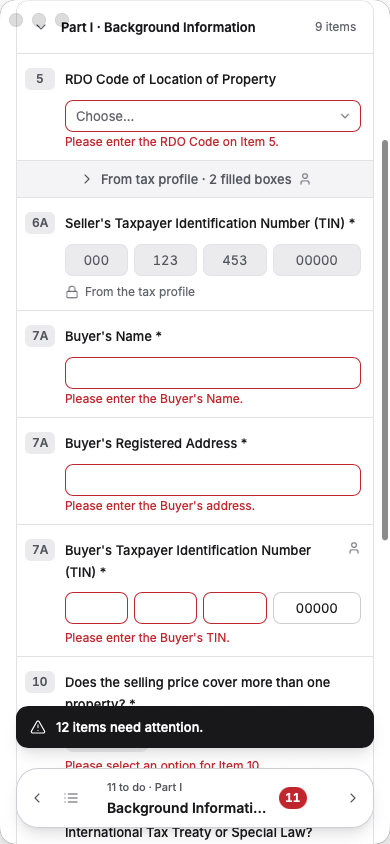 Part I · Background Information
9 items
5
RDO Code of Location of Property
Choose...
Please enter the RDO Code on Item 5.
From tax profile · 2 filled boxes
6A
Seller's Taxpayer Identification Number (TIN) *
000
123
453
00000
From the tax profile
7A
Buyer's Name *
Please enter the Buyer's Name.
7A
Buyer's Registered Address *
Please enter the Buyer's address.
7A
Buyer's Taxpayer Identification Number
(TIN) *
00000
Please enter the Buyer's TIN.
10
Does the selling price cover more than one
property? *
12 items need attention.
Please select an option for Item 10.
11 to do · Part I
Background Informati...
11
International Tax Treaty or Special Law?